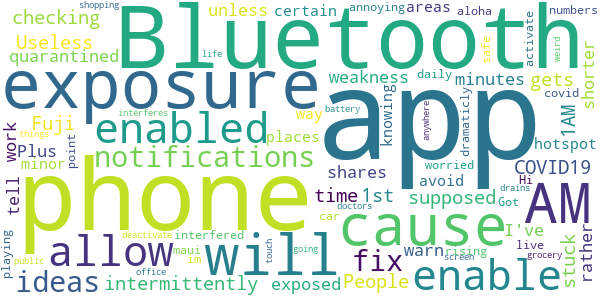 shopping
annoying
aloha
numbers
checking
Bluetooth
unless
certain
areas
activate
safe
weird
covid
Useless
quarantined
life
exposure
app
weakness
daily
minutes
gets
shorter
knowing
interferes
battery
anywhere
dramaticly
Fuji
enabled
way
places
1AM
hotspot
things
work
Plus
point
notifications
shares
worried
avoid
COVID19
minor
tell
phone
time
1st
supposed
Hi
Got
drains
doctors
car
cause
AM
rather
deactivate
interfered
allow
will
touch
going
fix
warn
rising
I've
live
grocery
stuck
playing
public
maui
im
office
screen
People
enable
ideas
intermittently
exposed